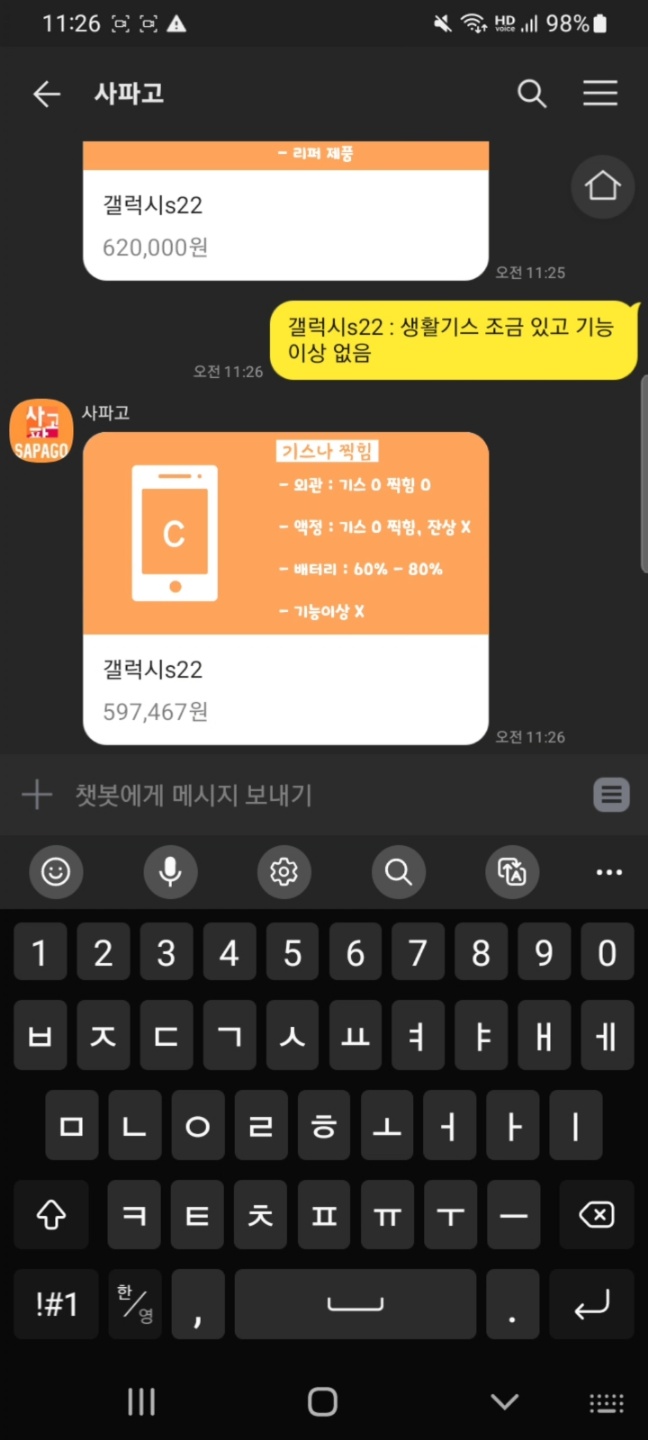 11:26 HD voice 98%
사파고
- 리퍼 제품
갤럭시s22
620,000원
오전 11:25
갤럭시s22 : 생활기스 조금 있고 기능
이상 없음
오전 11:26
사고
파
SAPAGO
사파고
기스나 찍힘
- 외관 : 기스 O 찍힘 O
- 액정 : 기스 O 찍힘, 잔상 X
- 배터리 : 60% - 80%
- 기능이상 X
C
갤럭시s22
597,467원
오전 11:26
챗봇에게 메시지 보내기
1 2 3 4 5 6 7 8 9 0
ㅂ ㅈ ㄷ ㄱ ㅅ ㅛ ㅕ ㅑ ㅐ ㅔ
ㅁ ㄴ ㅇ ㄹ ㅎ ㅗ ㅓ ㅏ ㅣ
ㅋ ㅌ ㅊ ㅍ ㅠ ㅜ ㅡ
!#1 한/영 , .